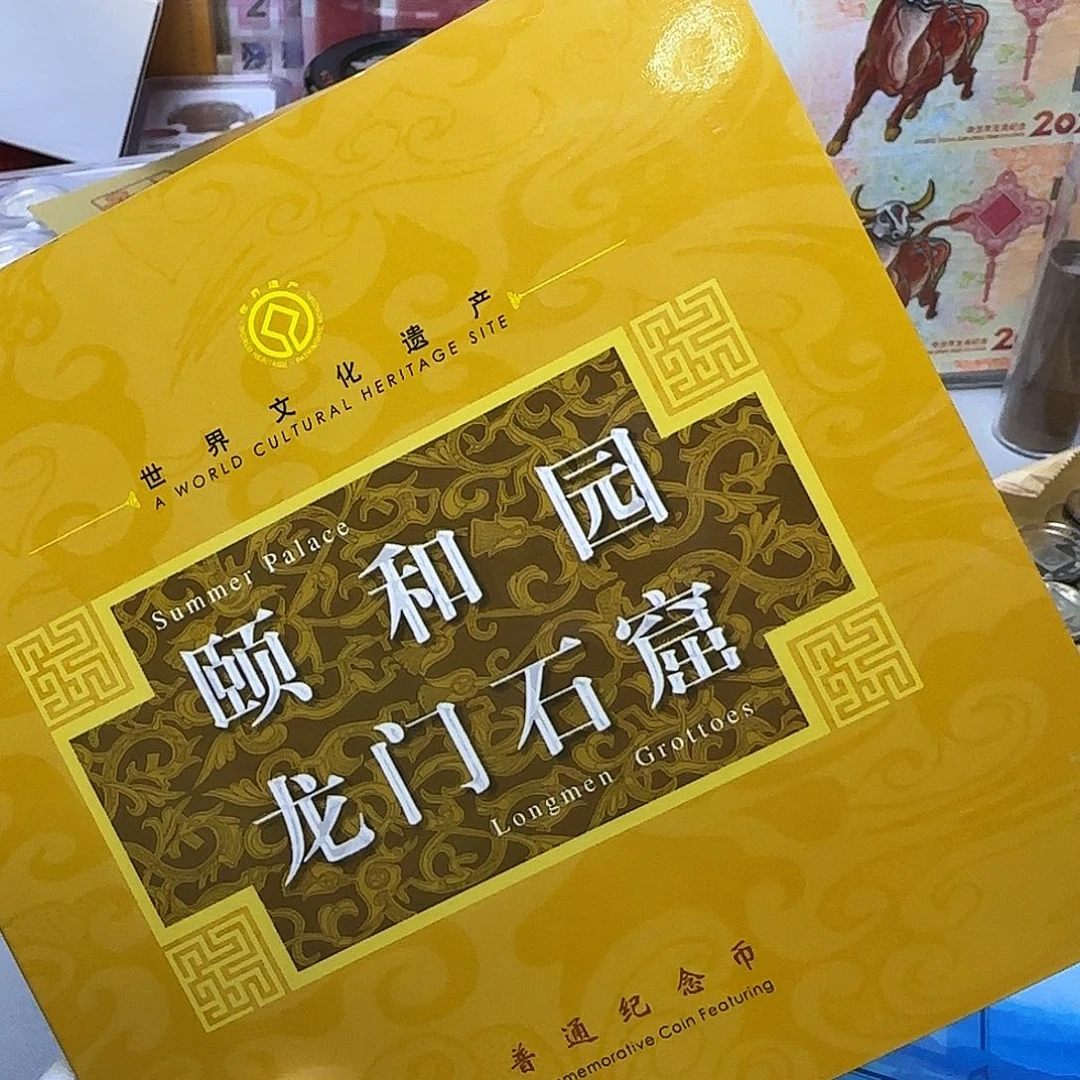 世界文化遗产
A WORLD CULTURAL HERITAGE SITE
Summer Palace
颐和园
龙门石窟
Longmen Grottoes
普通纪念币
memorative Coin Featuring